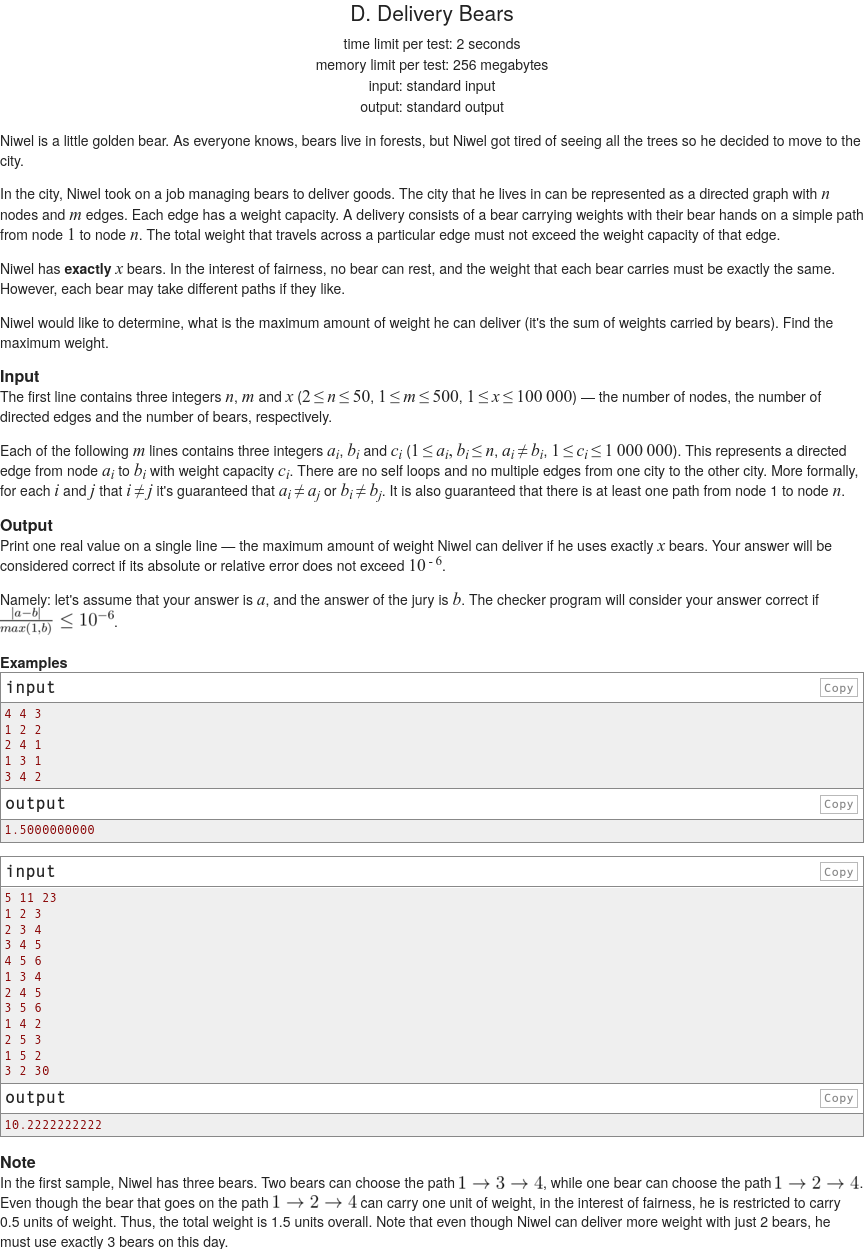 D. Delivery Bears
time limit per test: 2 seconds
memory limit per test: 256 megabytes
input: standard input
output: standard output
Niwel is a little golden bear. As everyone knows, bears live in forests, but Niwel got tired of seeing all the trees so he decided to move to the
city.
In the city, Niwel took on a job managing bears to deliver goods. The city that he lives in can be represented as a directed graph with n
nodes and m edges. Each edge has a weight capacity. A delivery consists of a bear carrying weights with their bear hands on a simple path
from node 1 to node n. The total weight that travels across a particular edge must not exceed the weight capacity of that edge.
Niwel has exactly x bears. In the interest of fairness, no bear can rest, and the weight that each bear carries must be exactly the same.
However, each bear may take different paths if they like.
Niwel would like to determine, what is the maximum amount of weight he can deliver (it's the sum of weights carried by bears). Find the
maximum weight.
Input
The first line contains three integers n, m and x (2 ≤ n ≤ 50, 1 ≤ m ≤ 500, 1 ≤ x ≤ 100 000) — the number of nodes, the number of
directed edges and the number of bears, respectively.
Each of the following m lines contains three integers a_i, b_i and c_i (1 ≤ a_i, b_i ≤ n, a_i ≠ b_i, 1 ≤ c_i ≤ 1 000 000). This represents a directed
edge from node a_i to b_i with weight capacity c_i. There are no self loops and no multiple edges from one city to the other city. More formally,
for each i and j that i ≠ j it's guaranteed that a_i ≠ a_j or b_i ≠ b_j. It is also guaranteed that there is at least one path from node 1 to node n.
Output
Print one real value on a single line — the maximum amount of weight Niwel can deliver if he uses exactly x bears. Your answer will be
considered correct if its absolute or relative error does not exceed 10^{-6}.
Namely: let's assume that your answer is a, and the answer of the jury is b. The checker program will consider your answer correct if
|a−b| / max(1,b) ≤ 10^{−6}.
Examples
input Copy
4 4 3
1 2 2
2 4 1
1 3 1
3 4 2
output Copy
1.5000000000
input Copy
5 11 23
1 2 3
2 3 4
3 4 5
4 5 6
1 3 4
2 4 5
3 5 6
1 4 2
2 5 3
1 5 2
3 2 30
output Copy
10.2222222222
Note
In the first sample, Niwel has three bears. Two bears can choose the path 1 → 3 → 4, while one bear can choose the path 1 → 2 → 4.
Even though the bear that goes on the path 1 → 2 → 4 can carry one unit of weight, in the interest of fairness, he is restricted to carry
0.5 units of weight. Thus, the total weight is 1.5 units overall. Note that even though Niwel can deliver more weight with just 2 bears, he
must use exactly 3 bears on this day.